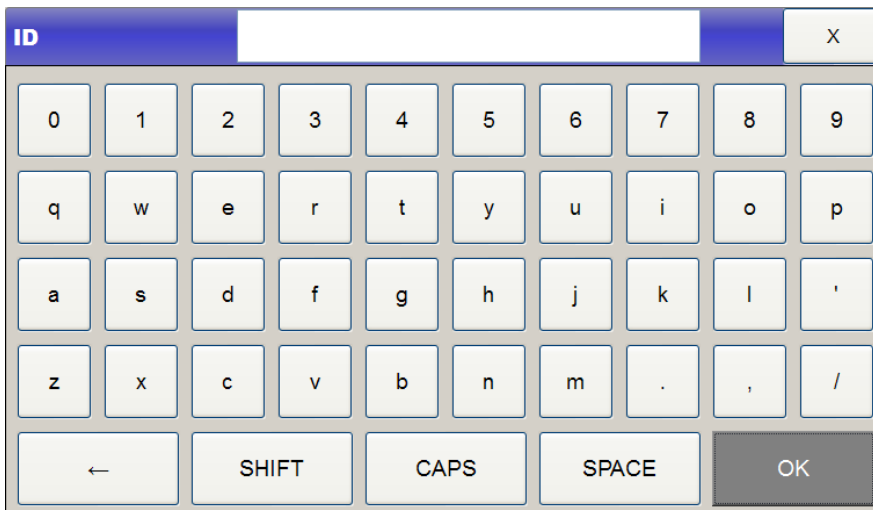 ID X
0 1 2 3 4 5 6 7 8 9
q w e r t y u i o p
a s d f g h j k l '
z x c v b n m . , /
← SHIFT CAPS SPACE OK